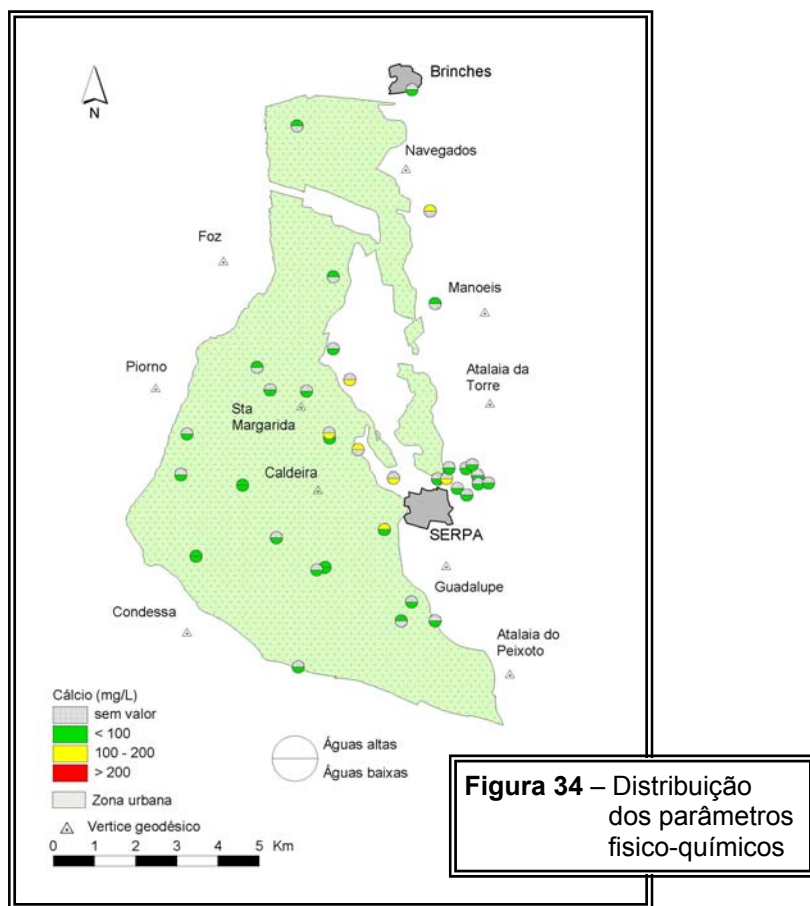 Brinches
N
Navegados
Foz
Manoeis
Piorno
Atalaia da
Torre
Sta
Margarida
Caldeira
SERPA
Guadalupe
Condessa
Atalaia do
Peixoto
Cálcio (mg/L)
sem valor
< 100
100 - 200
> 200
Zona urbana
Vertice geodésico
0 1 2 3 4 5 Km
Águas altas
Águas baixas
Figura 34 – Distribuição
dos parâmetros
fisico-químicos